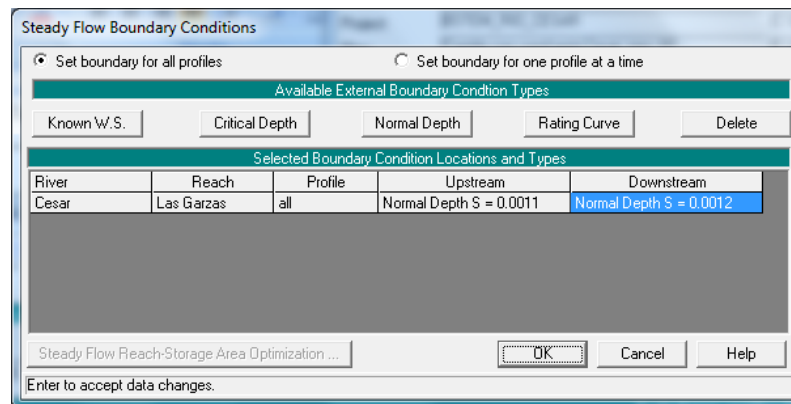 Steady Flow Boundary Conditions
Set boundary for all profiles Set boundary for one profile at a time
Available External Boundary Condtion Types
Known W.S. Critical Depth Normal Depth Rating Curve Delete
Selected Boundary Condition Locations and Types
River Reach Profile Upstream Downstream
Cesar Las Garzas all Normal Depth S = 0.0011 Normal Depth S = 0.0012
Steady Flow Reach-Storage Area Optimization ... OK Cancel Help
Enter to accept data changes.